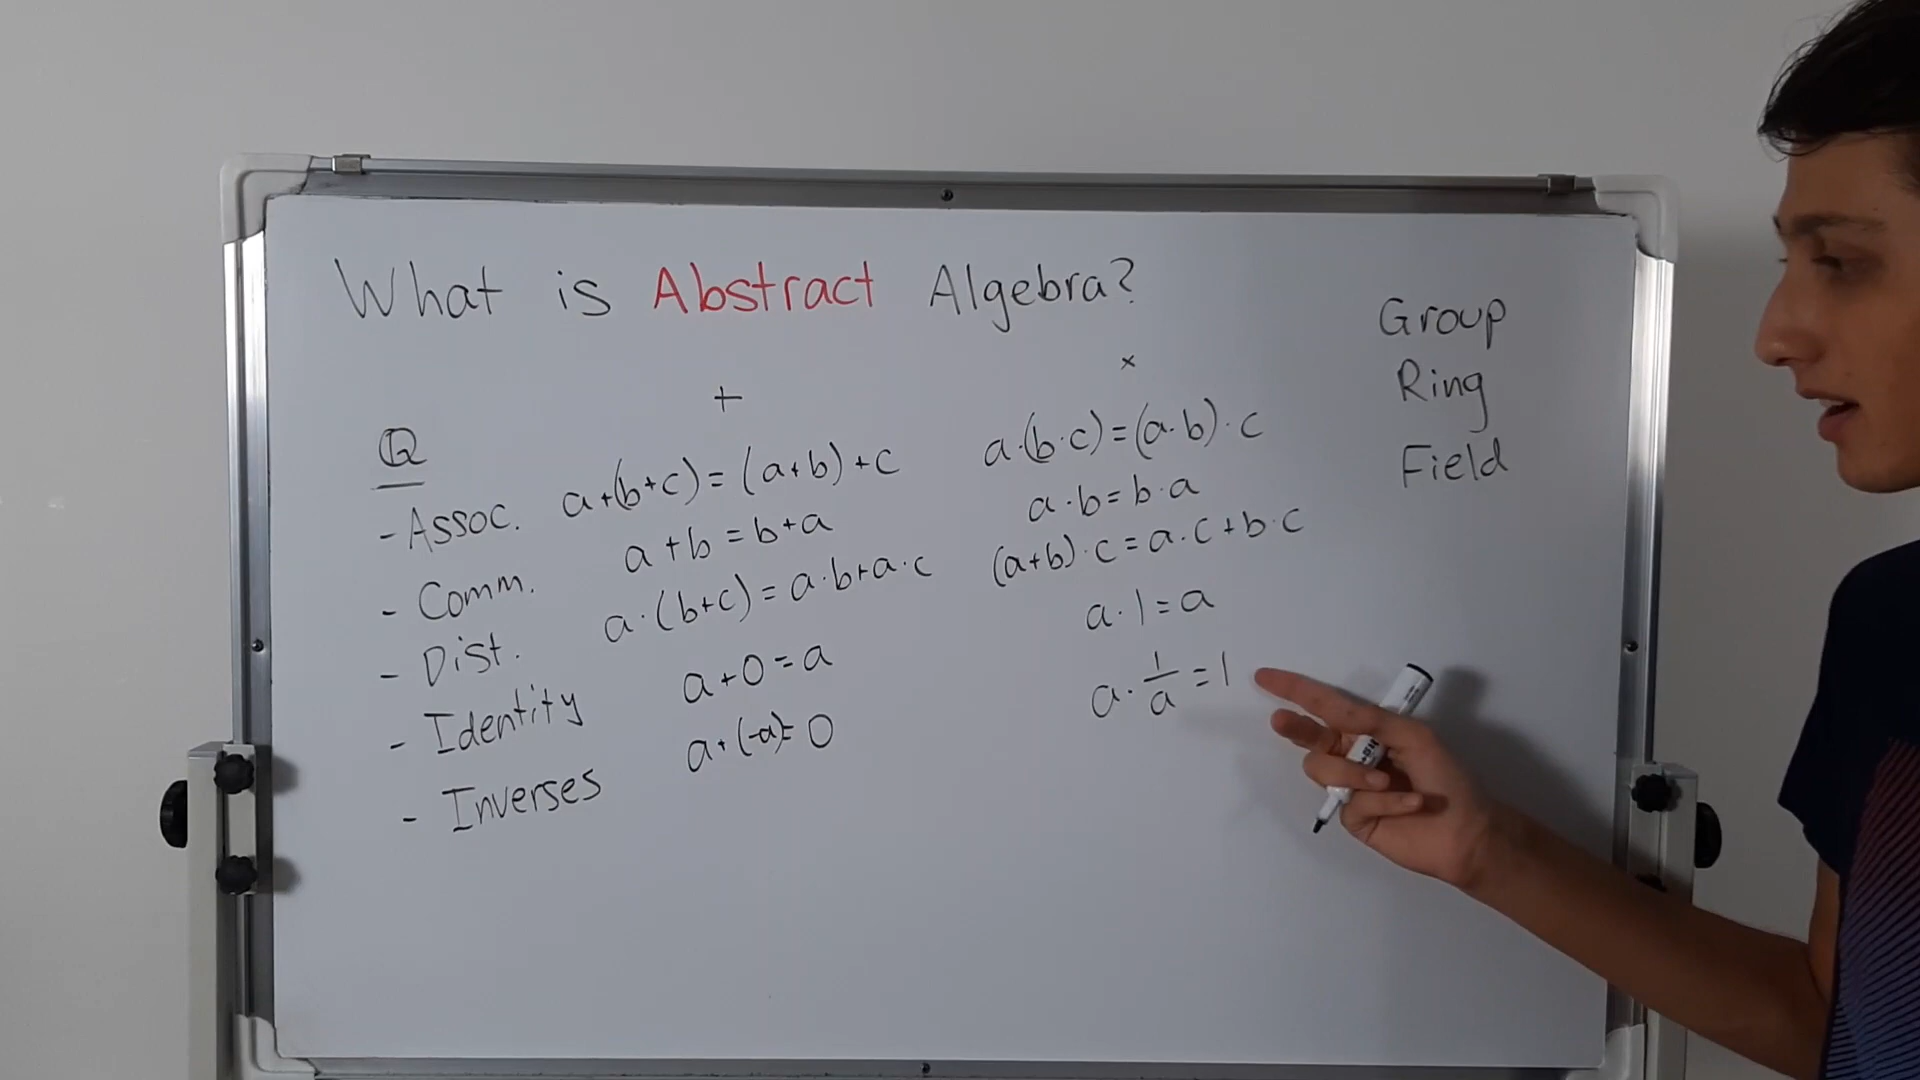 What is Abstract Algebra?
+
×
ℚ
- Assoc. a+(b+c)=(a+b)+c a·(b·c)=(a·b)·c
- Comm. a+b=b+a a·b=b·a
- Dist. a·(b+c)=a·b+a·c (a+b)·c=a·c+b·c
- Identity a+0=a a·1=a
- Inverses a+(-a)=0 a·1/a=1
Group
Ring
Field